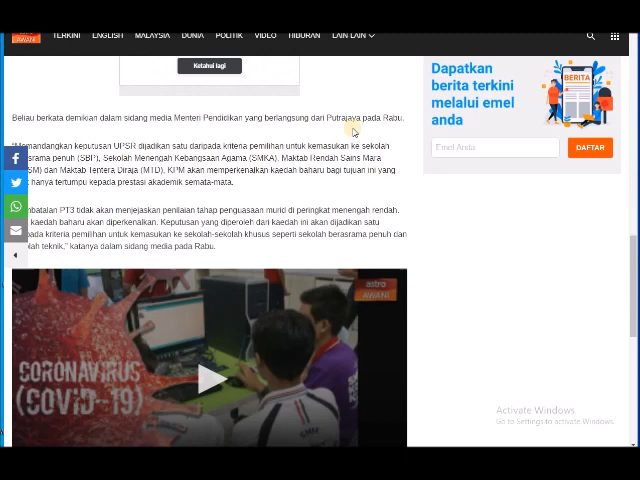 astro
AWANI
TERKINI ENGLISH MALAYSIA DUNIA POLITIK VIDEO HIBURAN LAIN LAIN
Ketahui lagi
Beliau berkata demikian dalam sidang media Menteri Pendidikan yang berlangsung dari Putrajaya pada Rabu.
"Memandangkan keputusan UPSR dijadikan satu daripada kriteria pemilihan untuk kemasukan ke sekolah
asrama penuh (SBP), Sekolah Menengah Kebangsaan Agama (SMKA), Maktab Rendah Sains Mara
SM) dan Maktab Tentera Diraja (MTD), KPM akan memperkenalkan kaedah baharu bagi tujuan ini yang
hanya tertumpu kepada prestasi akademik semata-mata.
mbatalan PT3 tidak akan menjejaskan penilaian tahap penguasaan murid di peringkat menengah rendah.
kaedah baharu akan diperkenalkan. Keputusan yang diperoleh dari kaedah ini akan dijadikan satu
pada kriteria pemilihan untuk kemasukan ke sekolah-sekolah khusus seperti sekolah berasrama penuh dan
lah teknik," katanya dalam sidang media pada Rabu.
astro
AWANI
CORONAVIRUS
(COVID-19)
Dapatkan
berita terkini
melalui emel
anda
BERITA
Emel Anda
DAFTAR
Activate Windows
Go to Settings to activate Windows.